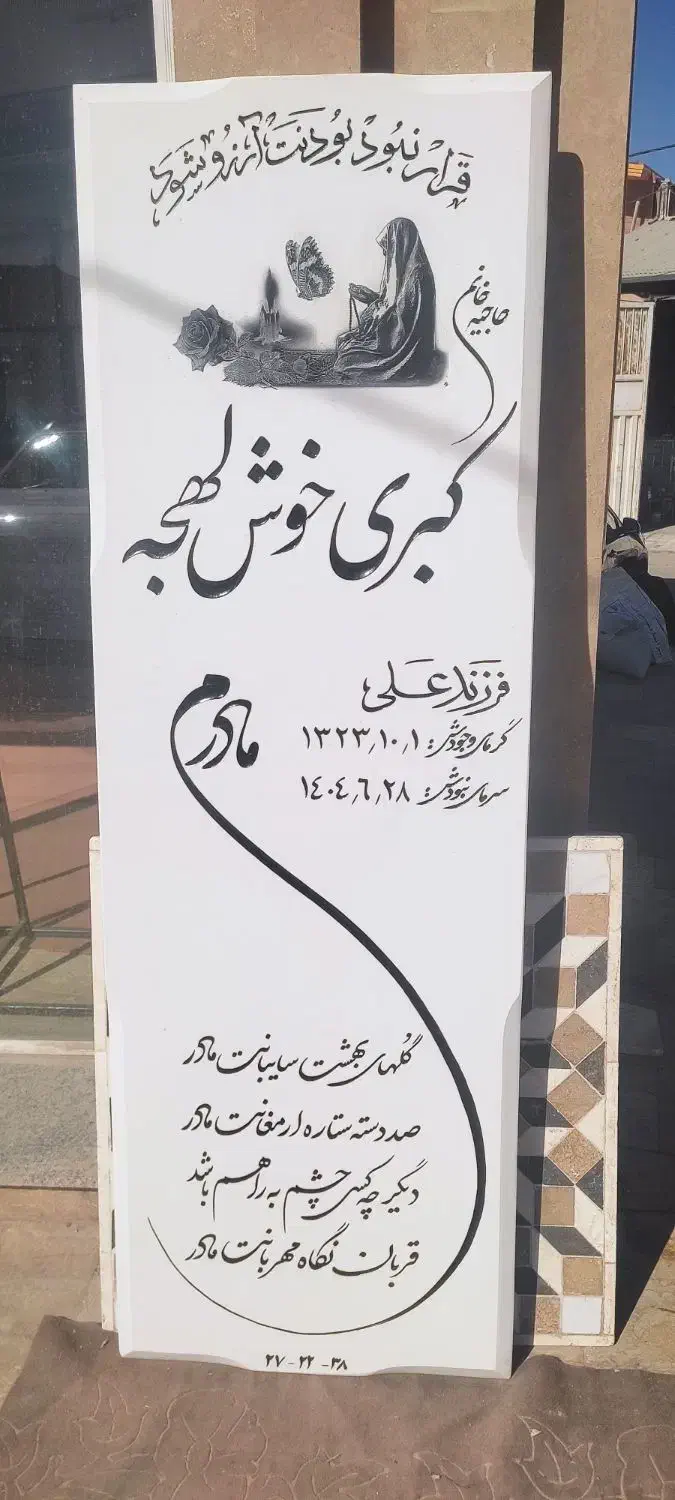 قرار نبود بودنت آرزو شود
حاجیه خانم
کبری خوش لهجه
فرزند علی
گرمای وجودش: ۱۳۲۳٫۱۰٫۱
سرمای نبودش: ۱۴۰۴٫۶٫۲۸
مادرم
گلهای بهشت سایبانت مادر
صد دسته ستاره ارمغانت مادر
دیگر چه کسی چشم به راهم باشد
قربان نگاه مهربانت مادر
۲۷-۲۲-۳۸